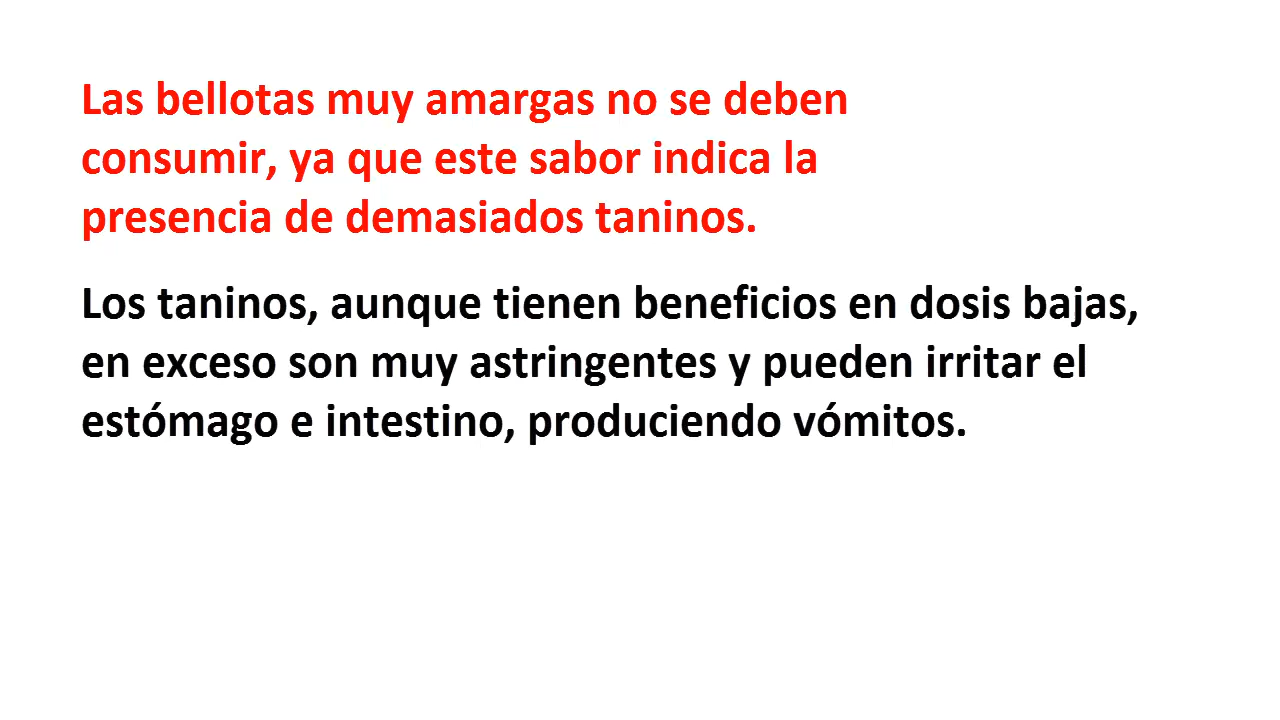 Las bellotas muy amargas no se deben
consumir, ya que este sabor indica la
presencia de demasiados taninos.
Los taninos, aunque tienen beneficios en dosis bajas,
en exceso son muy astringentes y pueden irritar el
estómago e intestino, produciendo vómitos.